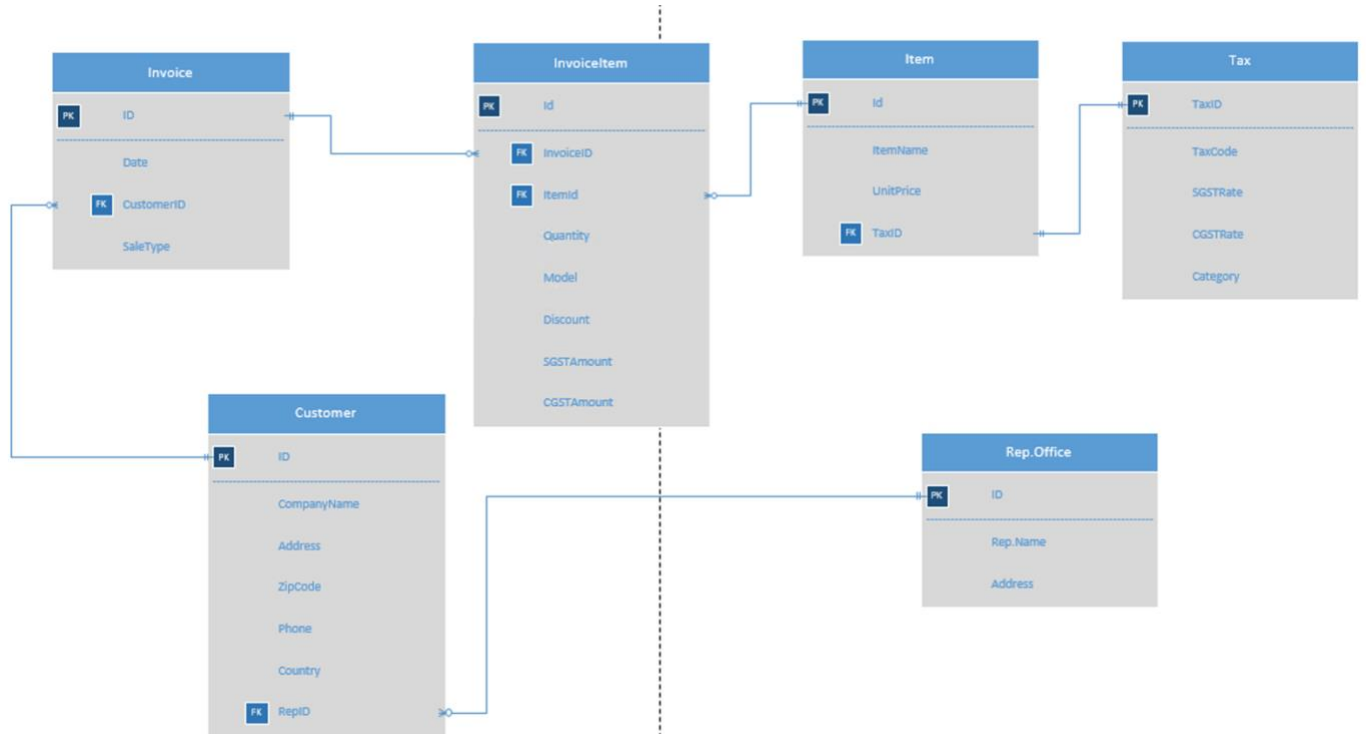 Invoice
PK ID
Date
FK CustomerID
SaleType
InvoiceItem
PK Id
FK InvoiceID
FK ItemId
Quantity
Model
Discount
SGSTAmount
CGSTAmount
Item
PK Id
ItemName
UnitPrice
FK TaxID
Tax
PK TaxID
TaxCode
SGSTRate
CGSTRate
Category
Customer
PK ID
CompanyName
Address
ZipCode
Phone
Country
FK RepID
Rep.Office
PK ID
Rep.Name
Address